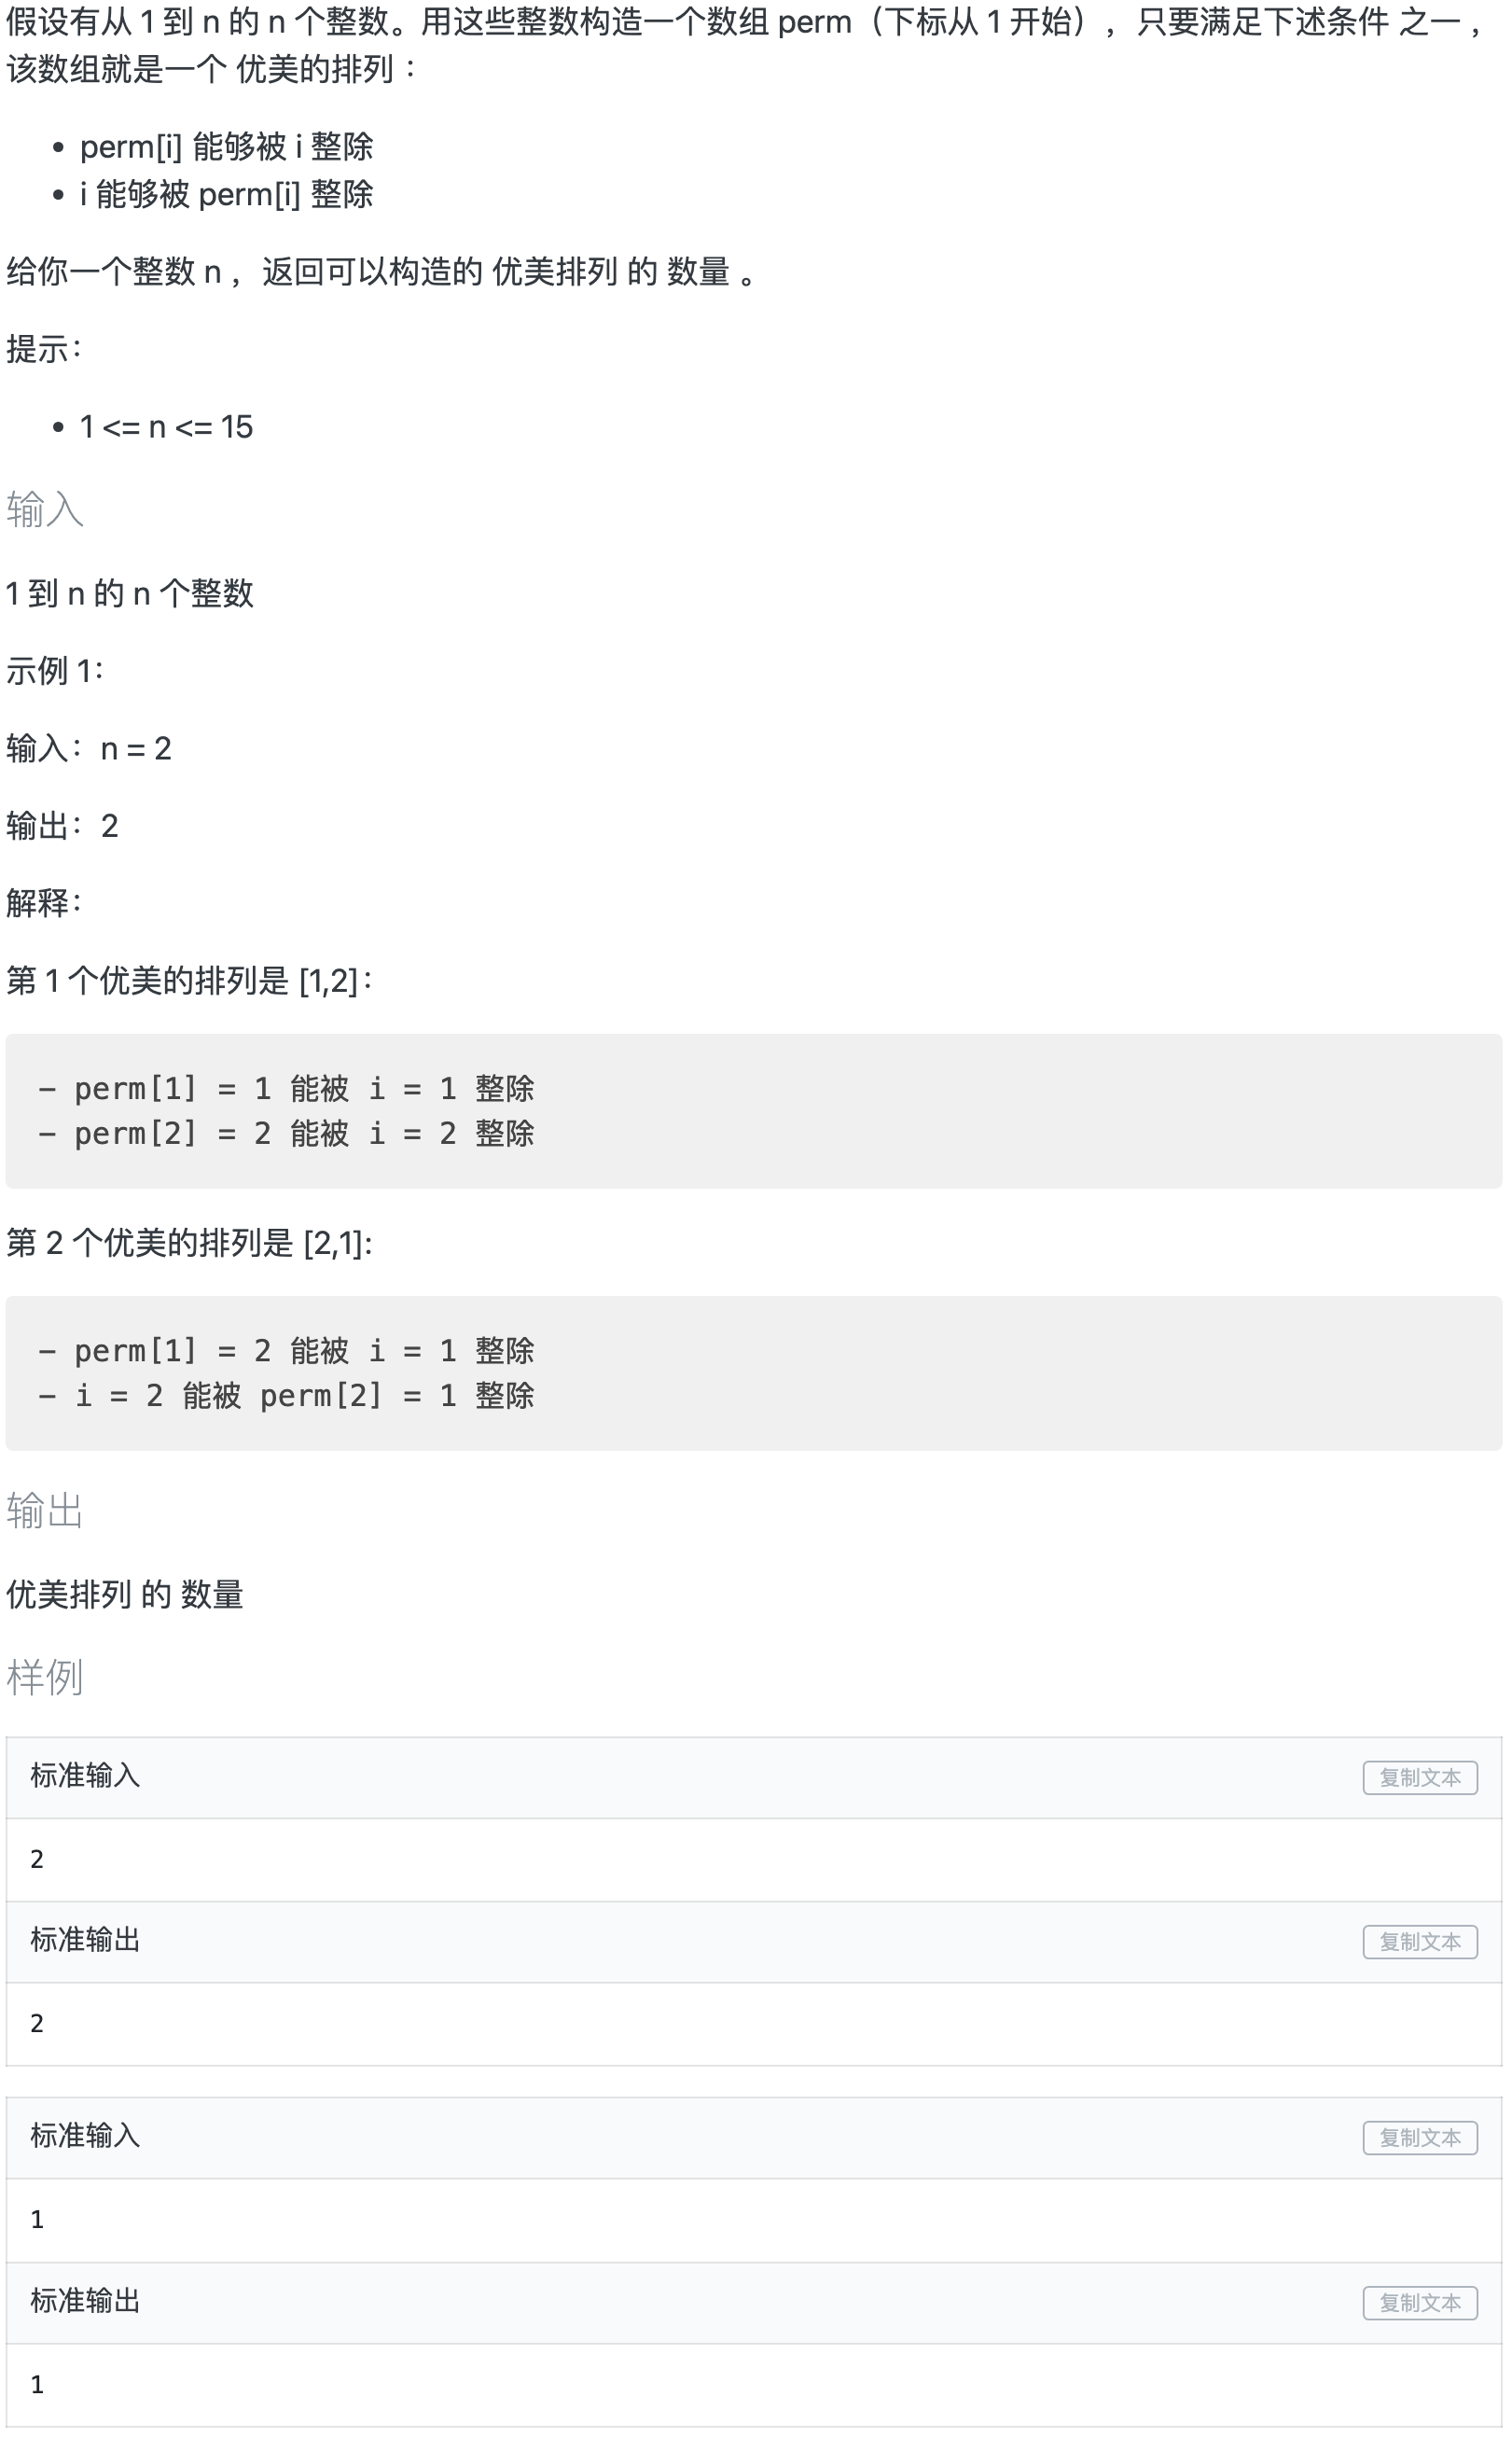 假设有从 1 到 n 的 n 个整数。用这些整数构造一个数组 perm（下标从 1 开始），只要满足下述条件 之一，
该数组就是一个 优美的排列：
• perm[i] 能够被 i 整除
• i 能够被 perm[i] 整除
给你一个整数 n ，返回可以构造的 优美排列 的 数量 。
提示：
• 1 <= n <= 15
输入
1 到 n 的 n 个整数
示例 1：
输入：n = 2
输出：2
解释：
第 1 个优美的排列是 [1,2]：
– perm[1] = 1 能被 i = 1 整除
– perm[2] = 2 能被 i = 2 整除
第 2 个优美的排列是 [2,1]:
– perm[1] = 2 能被 i = 1 整除
– i = 2 能被 perm[2] = 1 整除
输出
优美排列 的 数量
样例
标准输入 复制文本
2
标准输出 复制文本
2
标准输入 复制文本
1
标准输出 复制文本
1